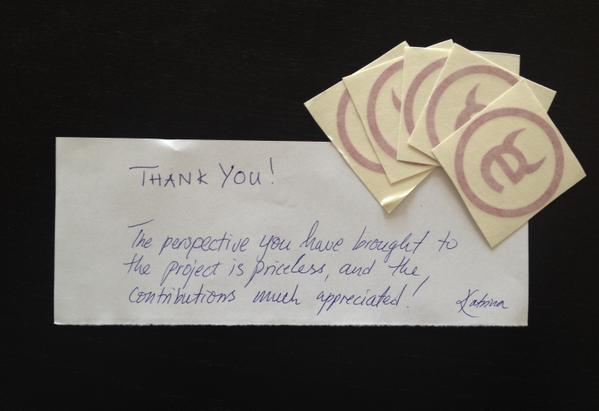 THANK YOU!
The perspective you have brought to
the project is priceless, and the
contributions much appreciated!
Katrina